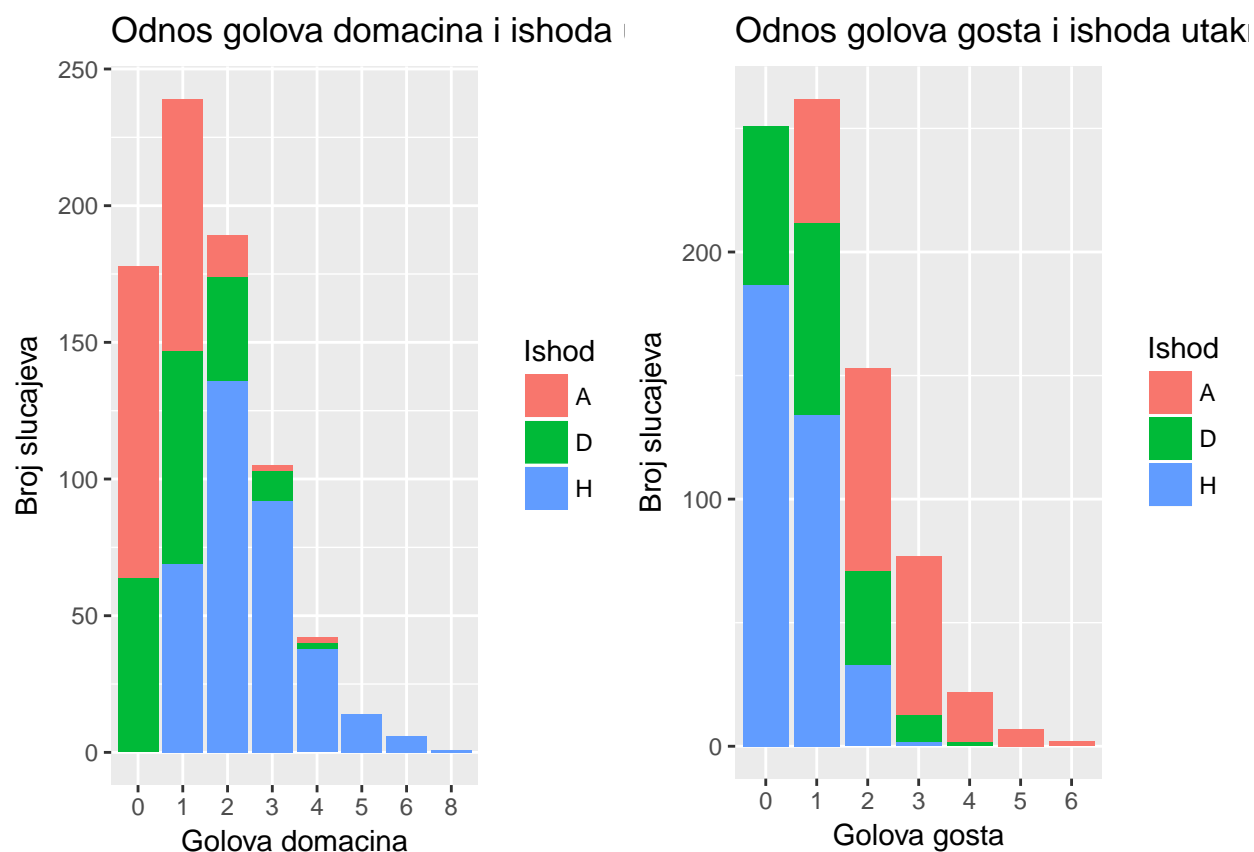 Odnos golova domacina i ishoda
250
200
150
100
50
0
Broj slucajeva
0 1 2 3 4 5 6 8
Golova domacina
Ishod
A
D
H
Odnos golova gosta i ishoda utak
200
100
0
Broj slucajeva
0 1 2 3 4 5 6
Golova gosta
Ishod
A
D
H